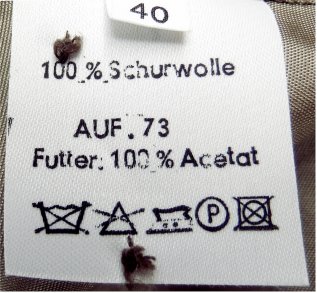 40
100 % Schurwolle
AUF. 73
Futter: 100 % Acetat
P